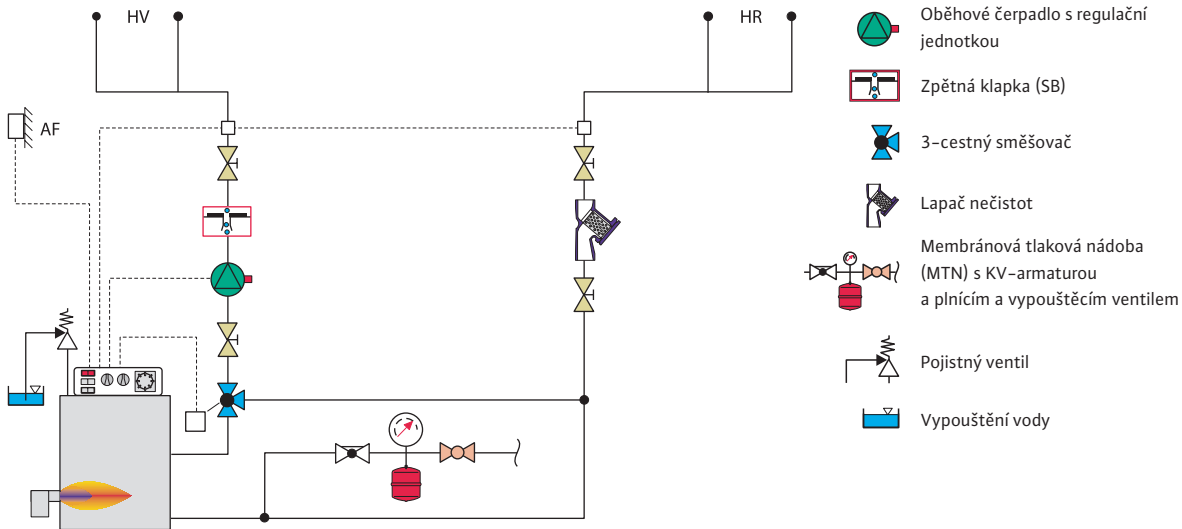 HV
HR
AF
Oběhové čerpadlo s regulační
jednotkou
Zpětná klapka (SB)
3-cestný směšovač
Lapač nečistot
Membránová tlaková nádoba
(MTN) s KV-armaturou
a plnícím a vypouštěcím ventilem
Pojistný ventil
Vypouštění vody